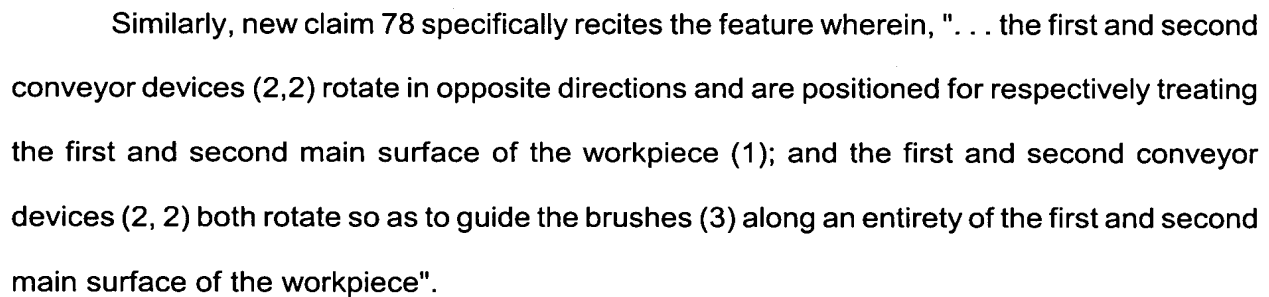 Similarly, new claim 78 specifically recites the feature wherein, ". . . the first and second
conveyor devices (2,2) rotate in opposite directions and are positioned for respectively treating
the first and second main surface of the workpiece (1); and the first and second conveyor
devices (2, 2) both rotate so as to guide the brushes (3) along an entirety of the first and second
main surface of the workpiece".